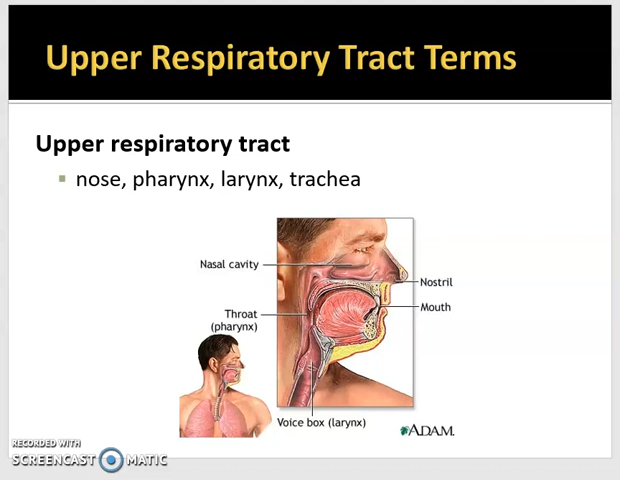 Upper Respiratory Tract Terms
Upper respiratory tract
nose, pharynx, larynx, trachea
Nasal cavity
Nostril
Mouth
Throat
(pharynx)
Voice box (larynx)
ADAM.
RECORDED WITH
SCREENCAST MATIC